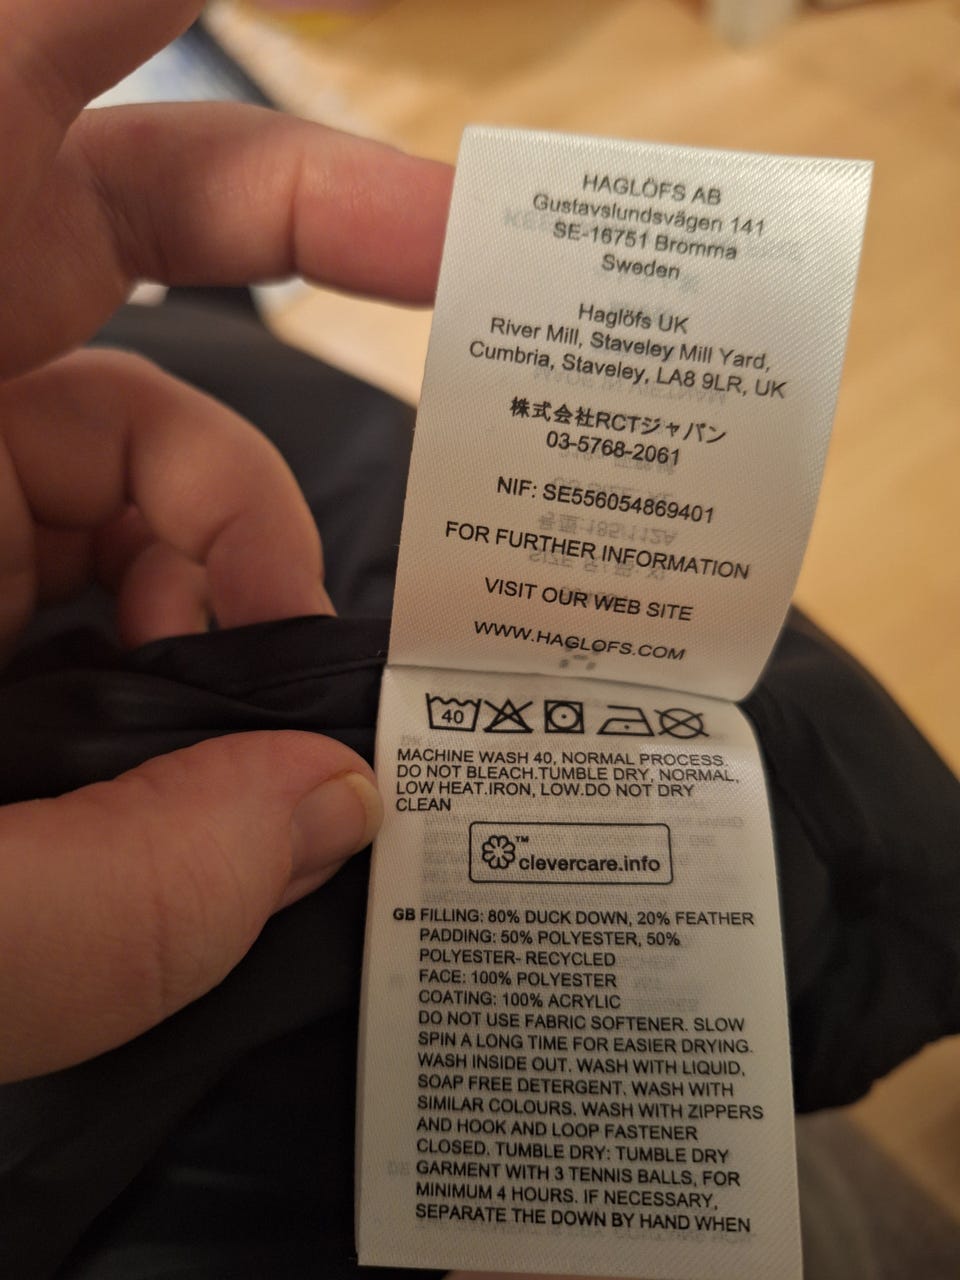 HAGLÖFS AB
Gustavslundsvägen 141
SE-16751 Bromma
Sweden
Haglöfs UK
River Mill, Staveley Mill Yard,
Cumbria, Staveley, LA8 9LR, UK
株式会社RCTジャパン
03-5768-2061
NIF: SE556054869401
FOR FURTHER INFORMATION
VISIT OUR WEB SITE
WWW.HAGLOFS.COM
40
MACHINE WASH 40, NORMAL PROCESS.
DO NOT BLEACH.TUMBLE DRY, NORMAL,
LOW HEAT.IRON, LOW.DO NOT DRY
CLEAN
™
clevercare.info
GB FILLING: 80% DUCK DOWN, 20% FEATHER
PADDING: 50% POLYESTER, 50%
POLYESTER- RECYCLED
FACE: 100% POLYESTER
COATING: 100% ACRYLIC
DO NOT USE FABRIC SOFTENER. SLOW
SPIN A LONG TIME FOR EASIER DRYING.
WASH INSIDE OUT. WASH WITH LIQUID,
SOAP FREE DETERGENT. WASH WITH
SIMILAR COLOURS. WASH WITH ZIPPERS
AND HOOK AND LOOP FASTENER
CLOSED. TUMBLE DRY: TUMBLE DRY
GARMENT WITH 3 TENNIS BALLS, FOR
MINIMUM 4 HOURS. IF NECESSARY,
SEPARATE THE DOWN BY HAND WHEN